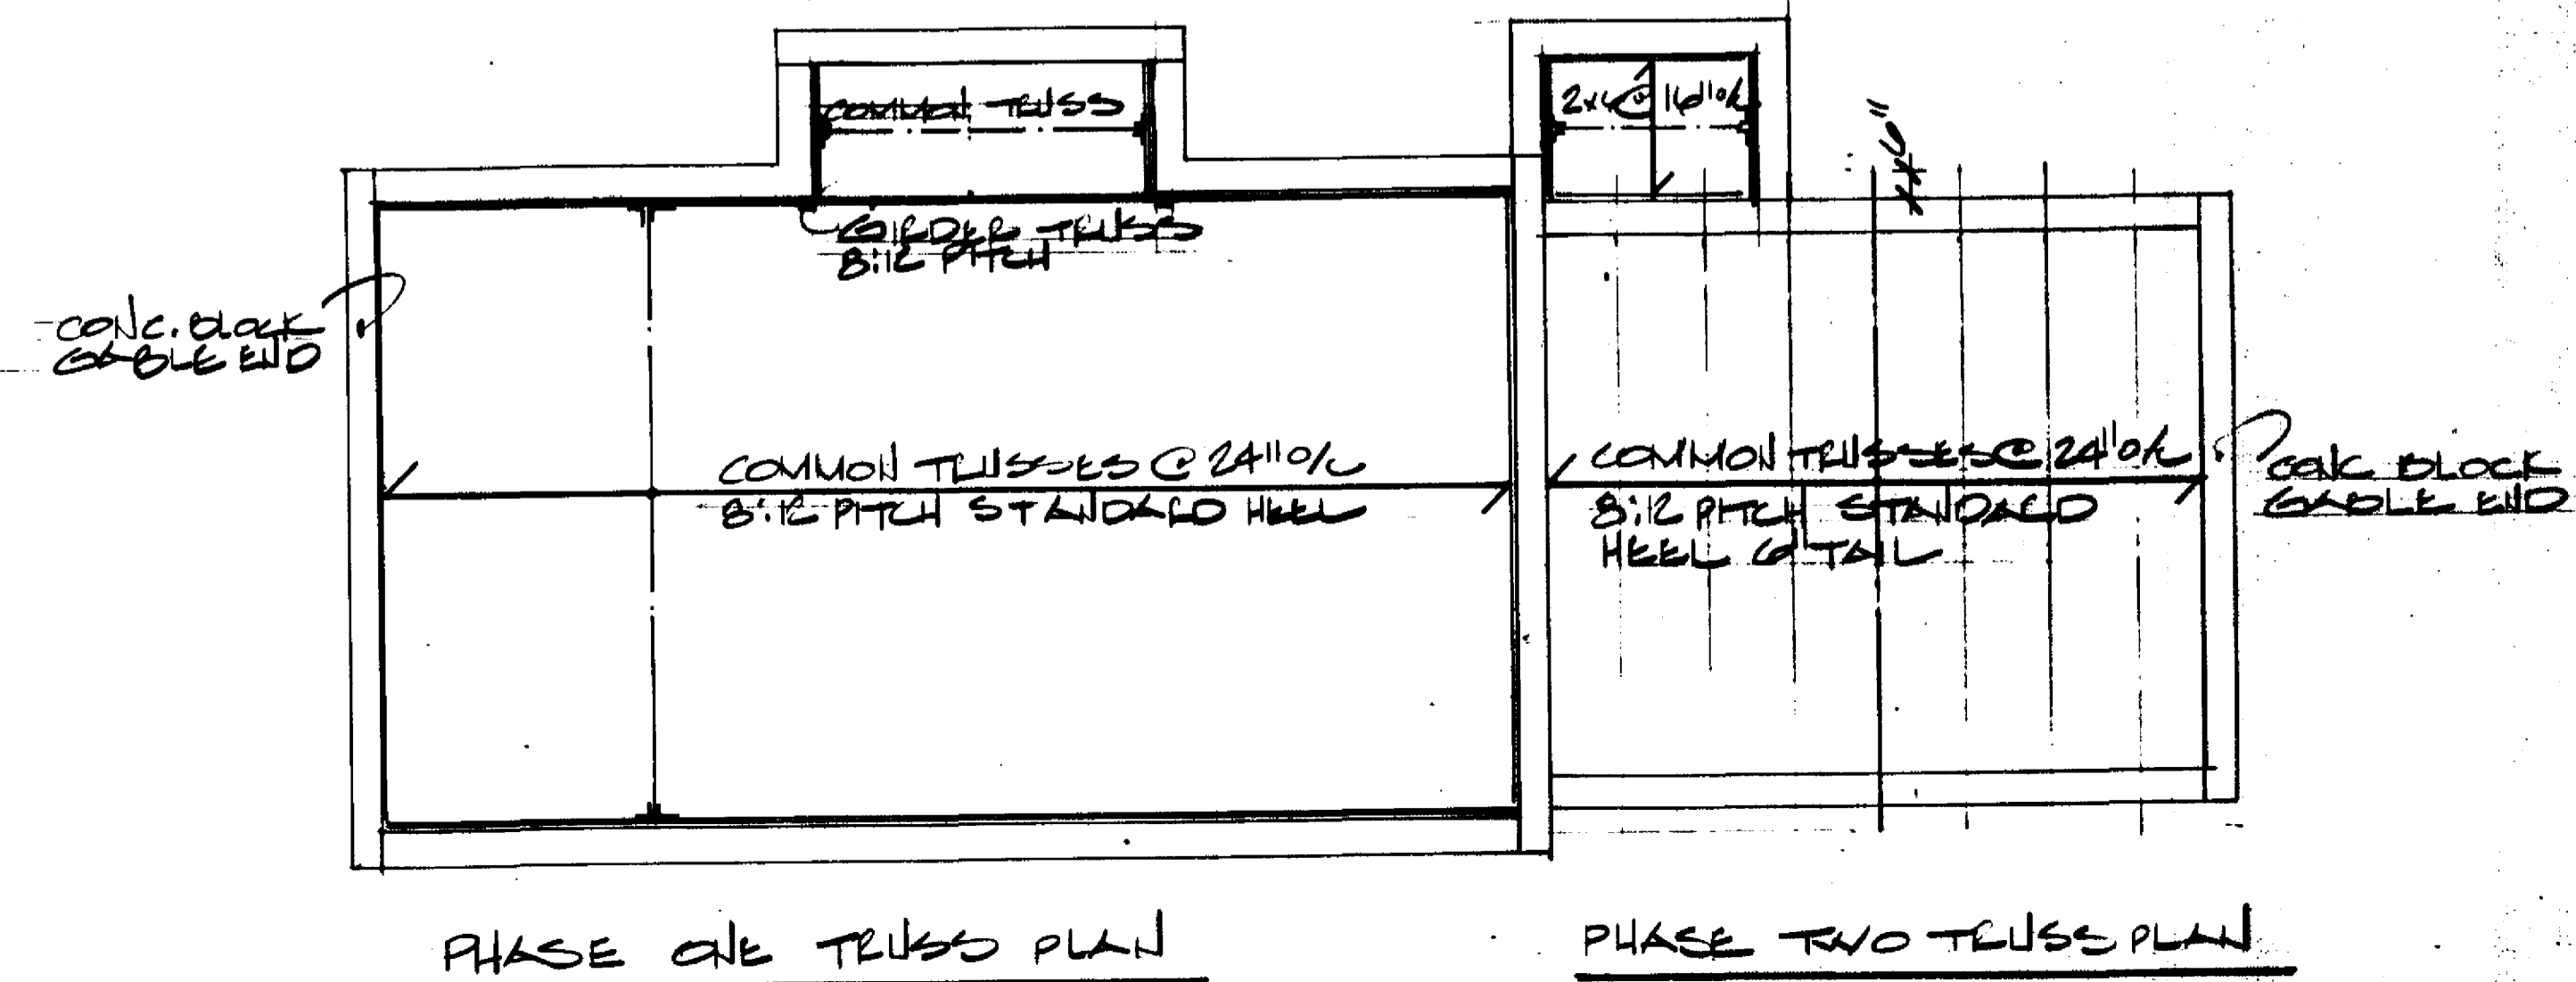 COMMON TRUSS
2x6 @ 16" O/C
6"
GIRDER TRUSS
8:12 PITCH
CONC. BLOCK
GABLE END
COMMON TRUSSES @ 24" O/C
8:12 PITCH STANDARD HEEL
COMMON TRUSSES @ 24" O/C
8:12 PITCH STANDARD
HEEL 6" TAIL
CONC BLOCK
GABLE END
PHASE ONE TRUSS PLAN
PHASE TWO TRUSS PLAN